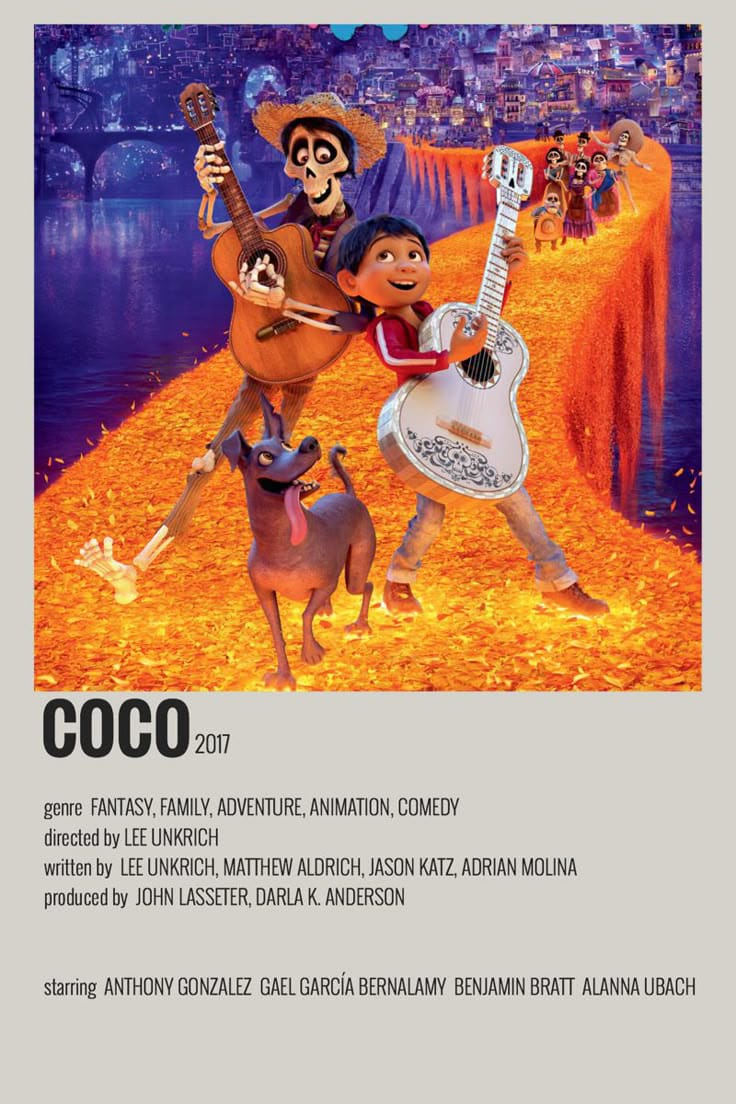 COCO 2017
genre FANTASY, FAMILY, ADVENTURE, ANIMATION, COMEDY
directed by LEE UNKRICH
written by LEE UNKRICH, MATTHEW ALDRICH, JASON KATZ, ADRIAN MOLINA
produced by JOHN LASSETER, DARLA K. ANDERSON
starring ANTHONY GONZALEZ GAEL GARCÍA BERNALAMY BENJAMIN BRATT ALANNA UBACH